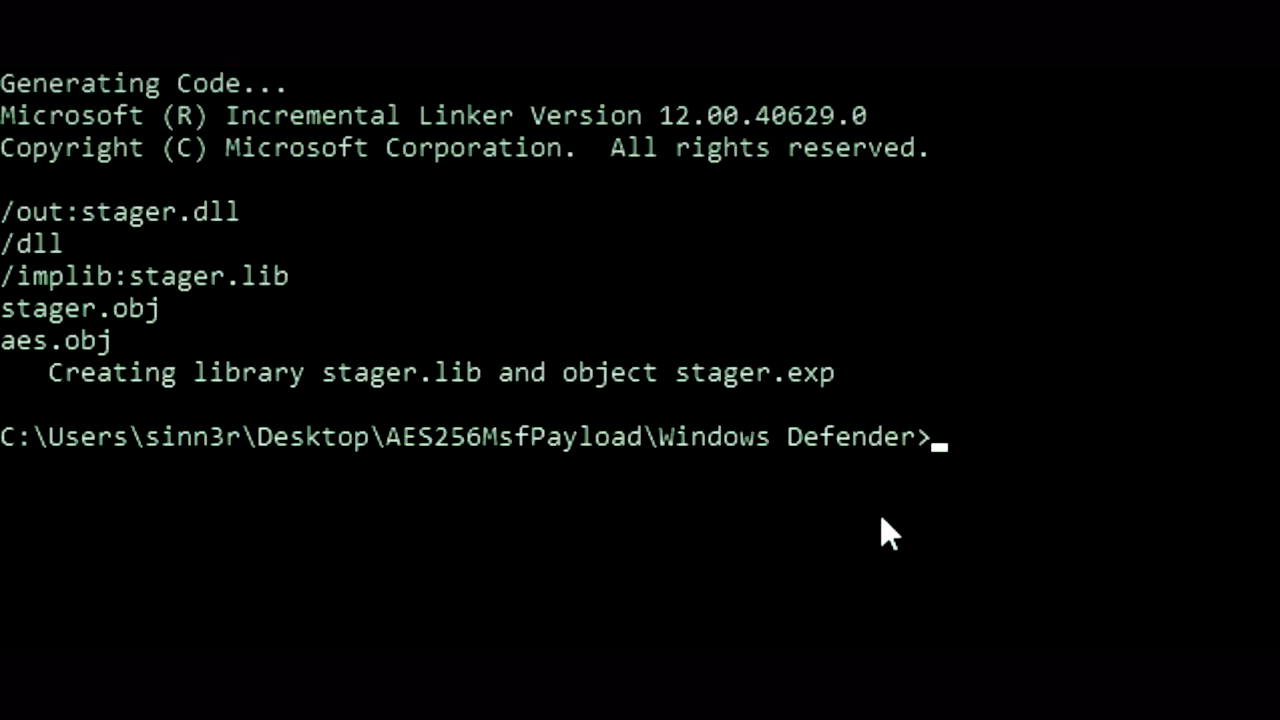 Generating Code...
Microsoft (R) Incremental Linker Version 12.00.40629.0
Copyright (C) Microsoft Corporation.  All rights reserved.
/out:stager.dll
/dll
/implib:stager.lib
stager.obj
aes.obj
   Creating library stager.lib and object stager.exp
C:\Users\sinn3r\Desktop\AES256MsfPayload\Windows Defender>